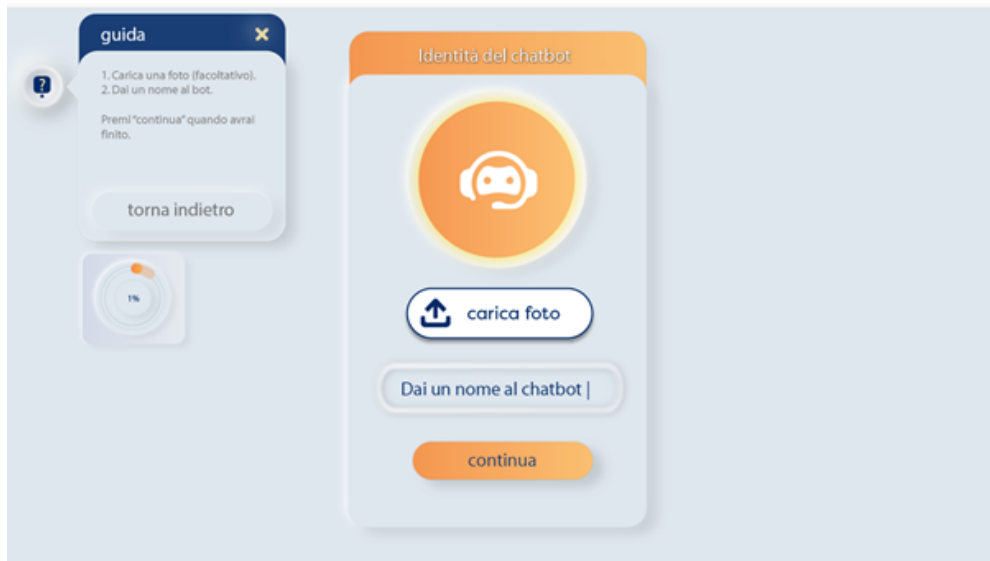 guida
Identità del chatbot
?
1. Carica una foto (facoltativo).
2. Dai un nome al bot.
Premi "continua" quando avrai
finito.
torna indietro
1%
carica foto
Dai un nome al chatbot |
continua